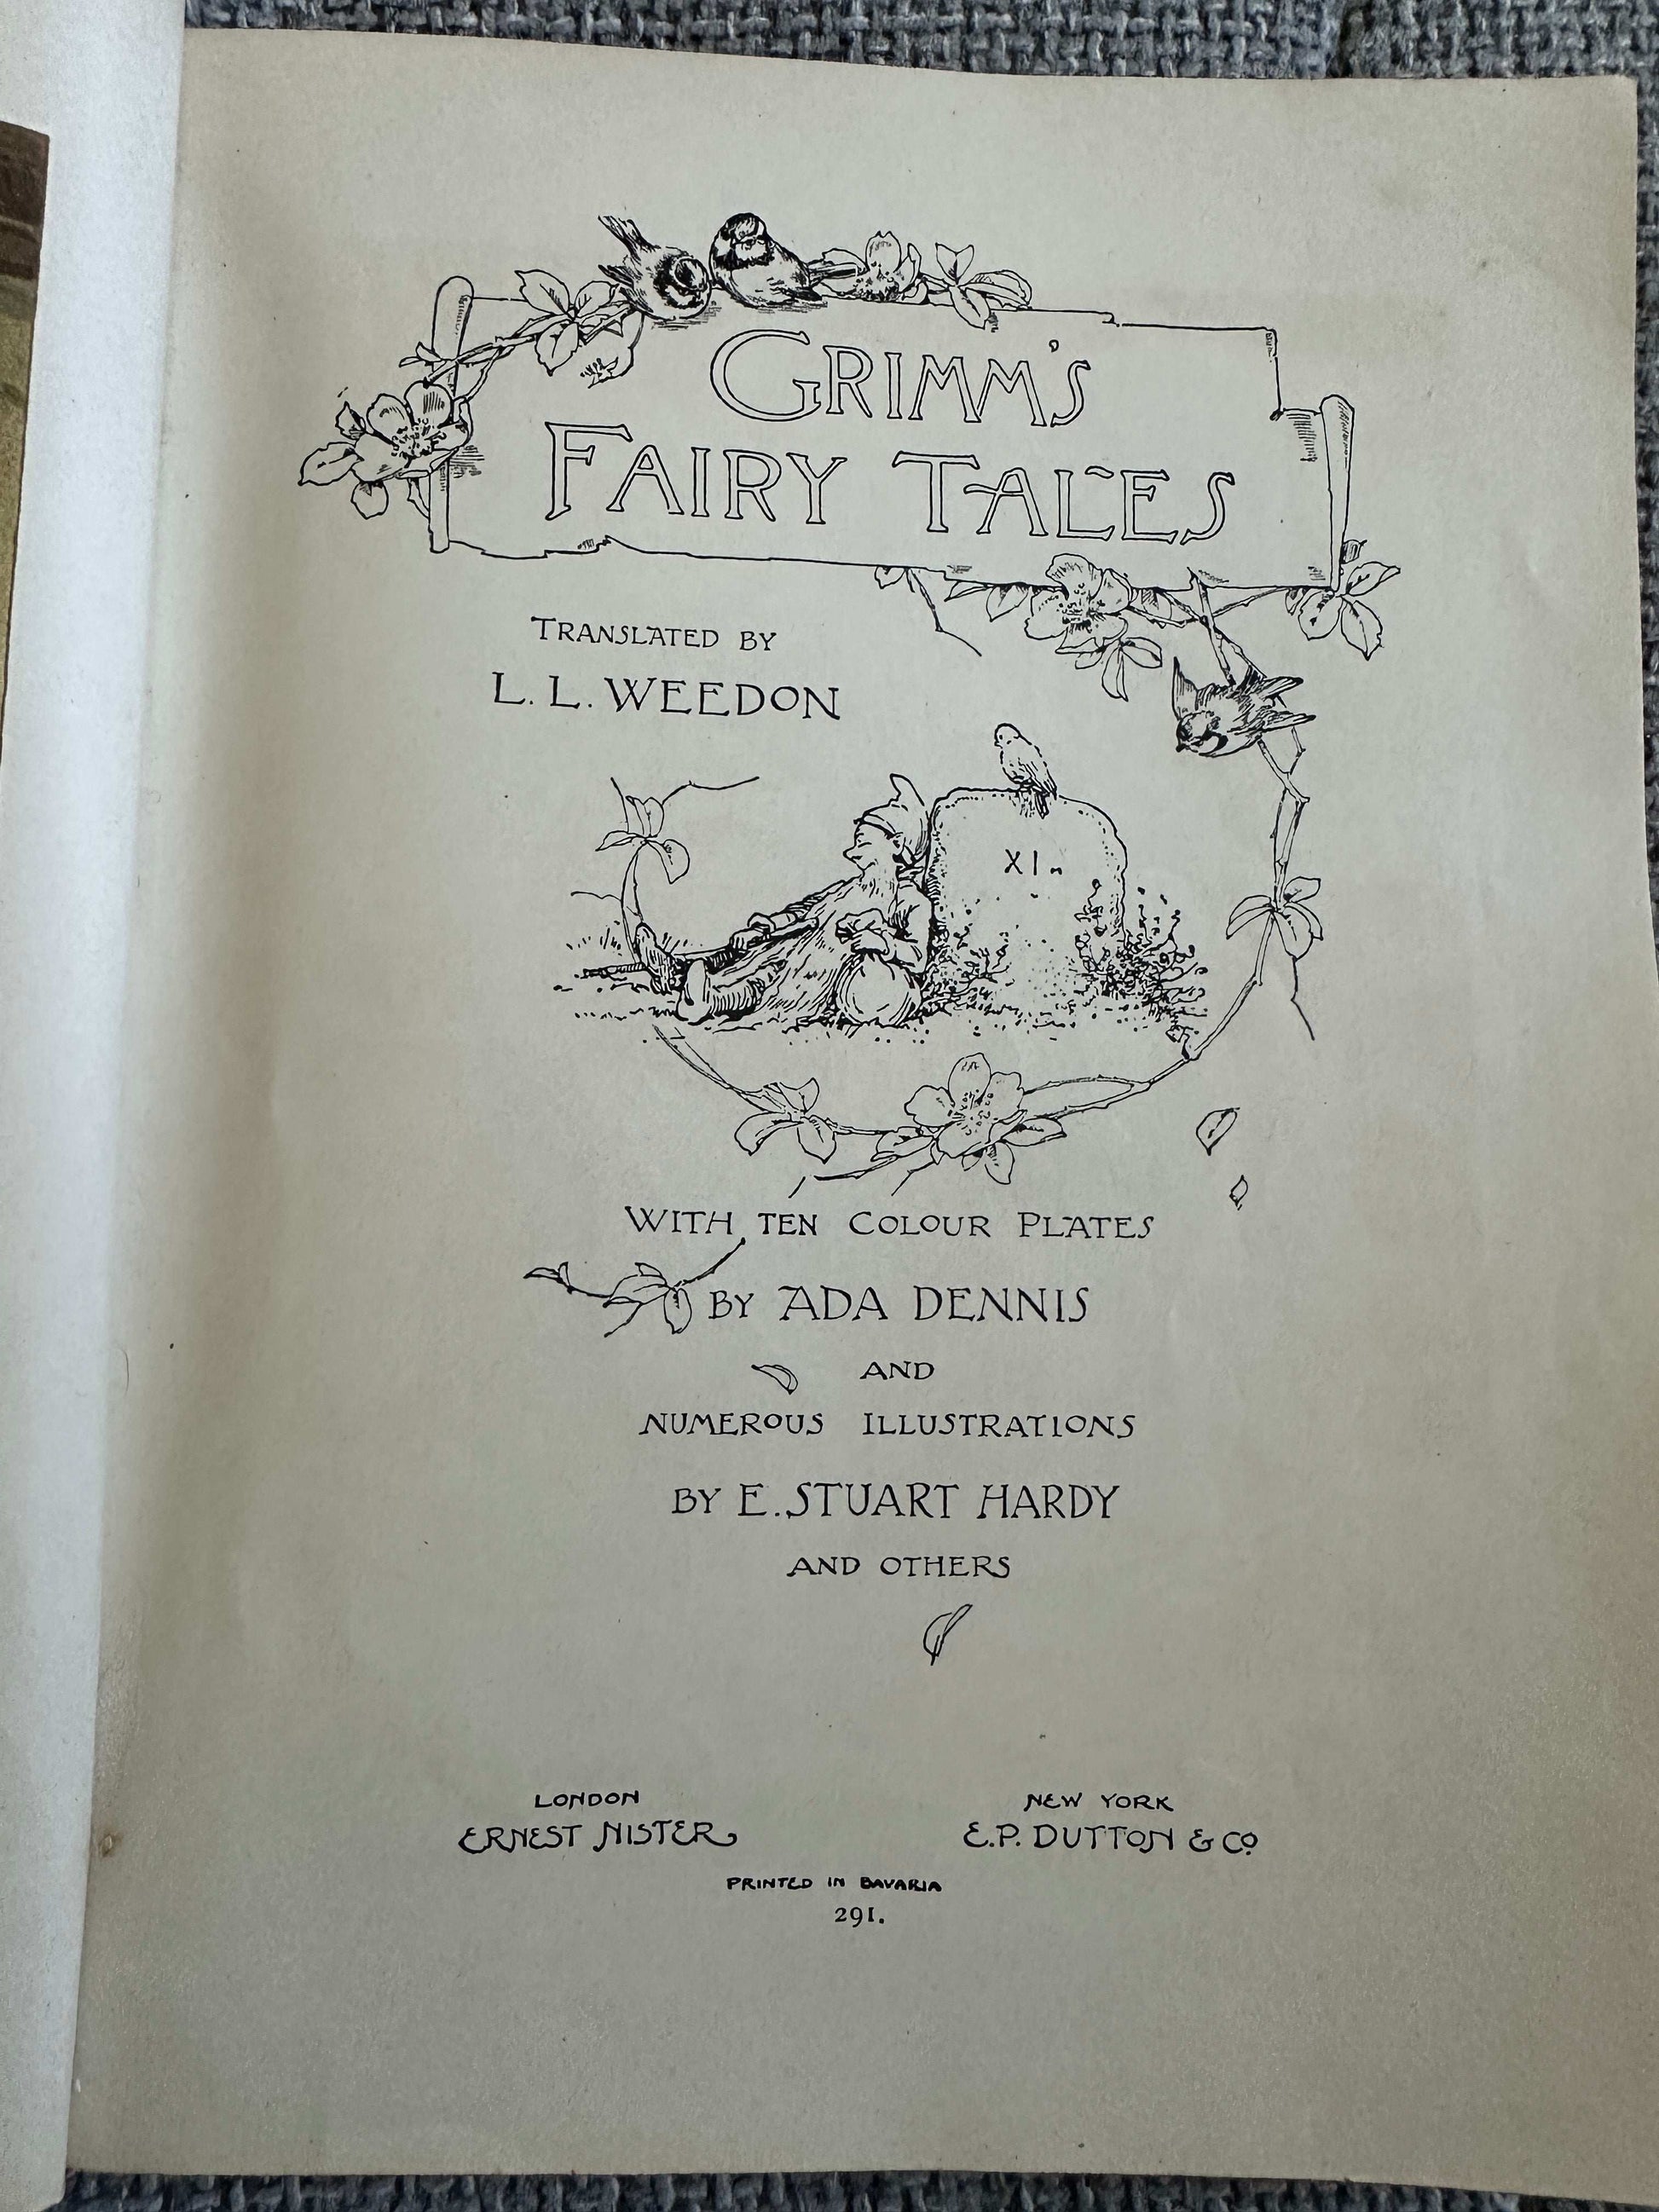 GRIMM'S
FAIRY TALES
TRANSLATED BY
L. L. WEEDON
XI
WITH TEN COLOUR PLATES
BY ADA DENNIS
AND
NUMEROUS ILLUSTRATIONS
BY E. STUART HARDY
AND OTHERS
LONDON
ERNEST NISTER
NEW YORK
E.P. DUTTON & Co
PRINTED IN BAVARIA
291.